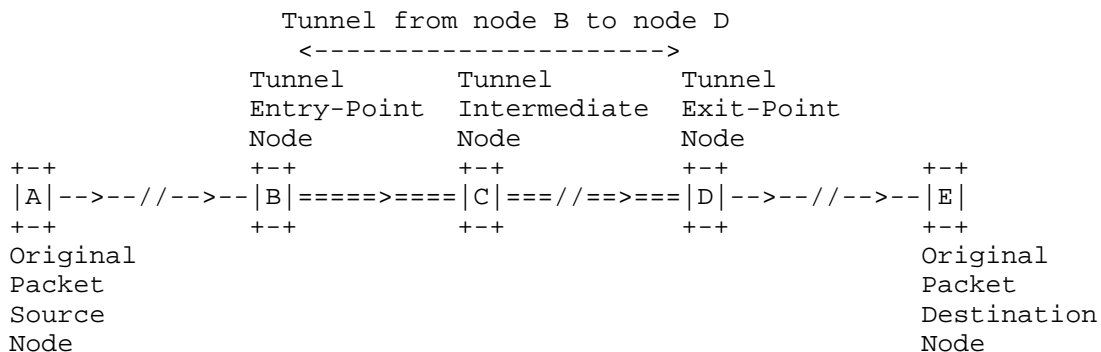 Tunnel from node B to node D
                       <---------------------->
                    Tunnel       Tunnel        Tunnel
                    Entry-Point  Intermediate  Exit-Point
                    Node         Node          Node
+-+                 +-+          +-+           +-+            +-+
|A|-->--//-->--|B|=====>====|C|===//==>===|D|-->--//-->--|E|
+-+                 +-+          +-+           +-+            +-+
Original                                                      Original
Packet                                                        Packet
Source                                                        Destination
Node                                                          Node